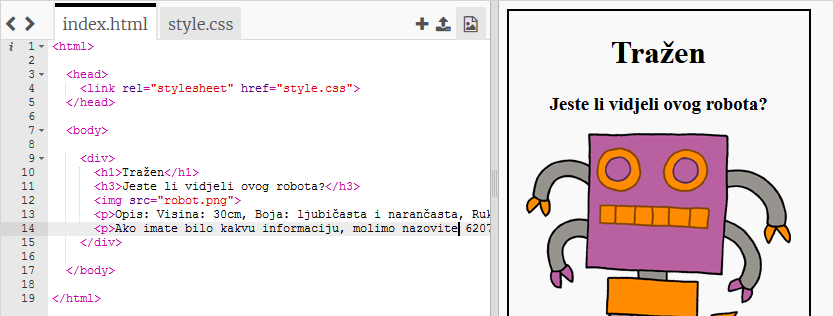 index.html style.css
i 1 <html>
2
3 <head>
4 <link rel="stylesheet" href="style.css">
5 </head>
6
7 <body>
8
9 <div>
10 <h1>Tražen</h1>
11 <h3>Jeste li vidjeli ovog robota?</h3>
12 <img src="robot.png">
13 <p>Opis: Visina: 30cm, Boja: ljubičasta i narančasta, Ruk
14 <p>Ako imate bilo kakvu informaciju, molimo nazovite 6207
15 </div>
16
17 </body>
18
19 </html>
Tražen
Jeste li vidjeli ovog robota?